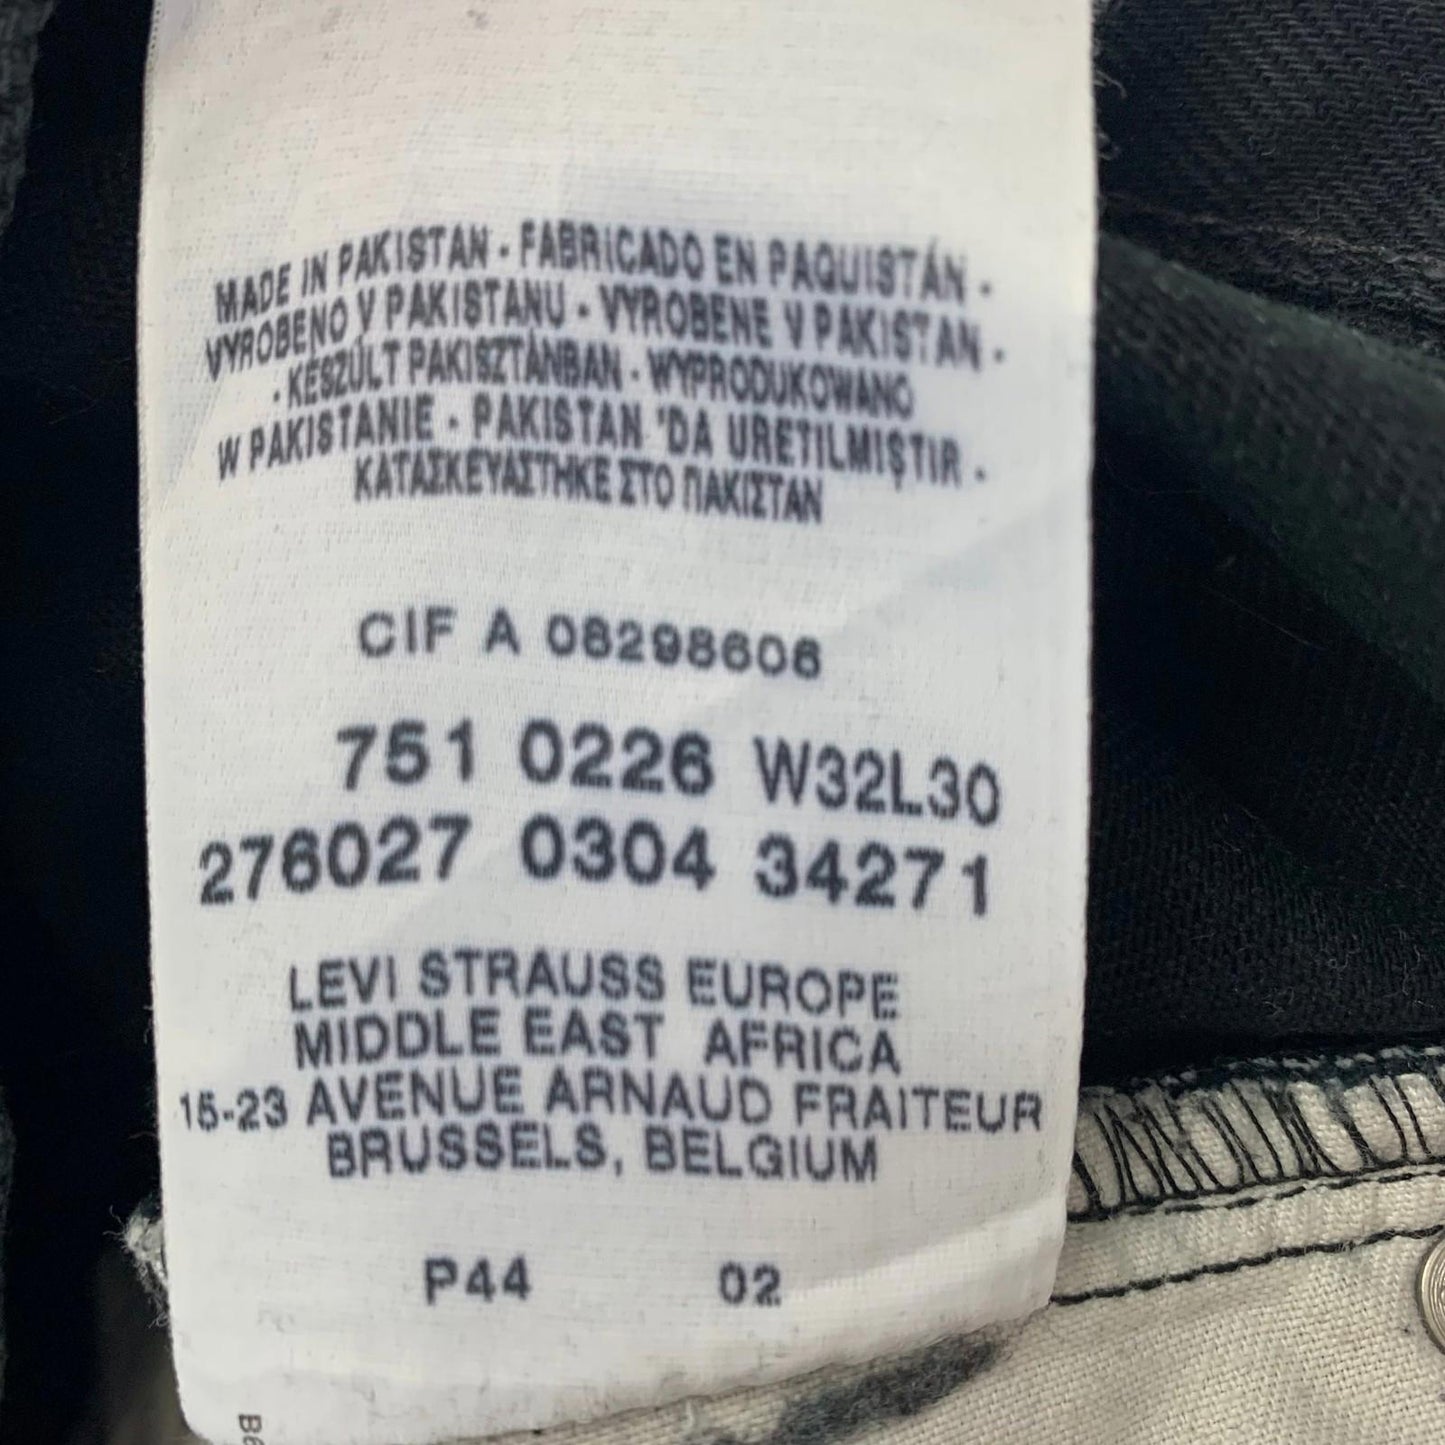 MADE IN PAKISTAN - FABRICADO EN PAQUISTÁN -
VYROBENO V PAKISTANU - VYROBENE V PAKISTAN -
- KÉSZÜLT PAKISZTÀNBAN - WYPRODUKOWANO
W PAKISTANIE - PAKISTAN 'DA URETILMIŞTIR -
ΚΑΤΑΣΚΕΥΑΣΤΗΚΕ ΣΤΟ ΠΑΚΙΣΤΑΝ
CIF A 08298606
751 0226 W32L30
276027 0304 34271
LEVI STRAUSS EUROPE
MIDDLE EAST AFRICA
15-23 AVENUE ARNAUD FRAITEUR
BRUSSELS, BELGIUM
P44 02